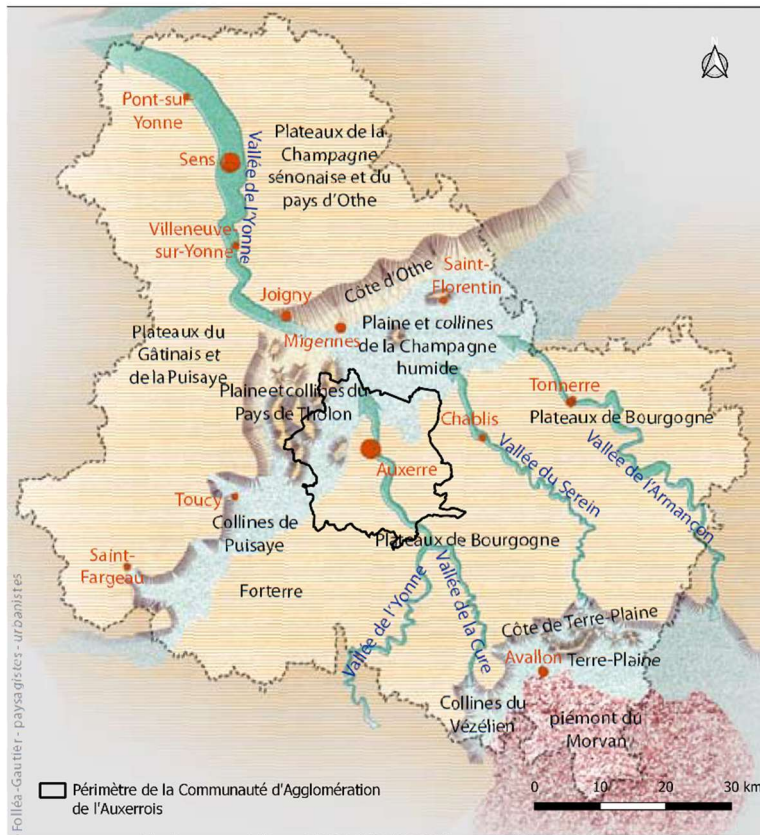 N
Pont-sur-
Yonne
Sens
Vallée de l'Yonne
Plateaux de la
Champagne
sénonaise et du
pays d'Othe
Villeneuve-
sur-Yonne
Côte d'Othe
Saint-
Florentin
Joigny
Migennes
Plaine et collines
de la Champagne
humide
Plateaux du
Gâtinais et
de la Puisaye
Plaine et collines du
Pays de Tholon
Tonnerre
Plateaux de Bourgogne
Chablis
Auxerre
Vallée du Serein
Vallée de l'Armançon
Toucy
Collines de
Puisaye
Plateaux de Bourgogne
Saint-
Fargeau
Forterre
Vallée de l'Yonne
Vallée de la Cure
Côte de Terre-Plaine
Avallon
Terre-Plaine
Collines du
Vézélien
piémont du
Morvan
Folléa-Gautier - paysagistes - urbanistes
Périmètre de la Communauté d'Agglomération
de l'Auxerrois
0 10 20 30 km